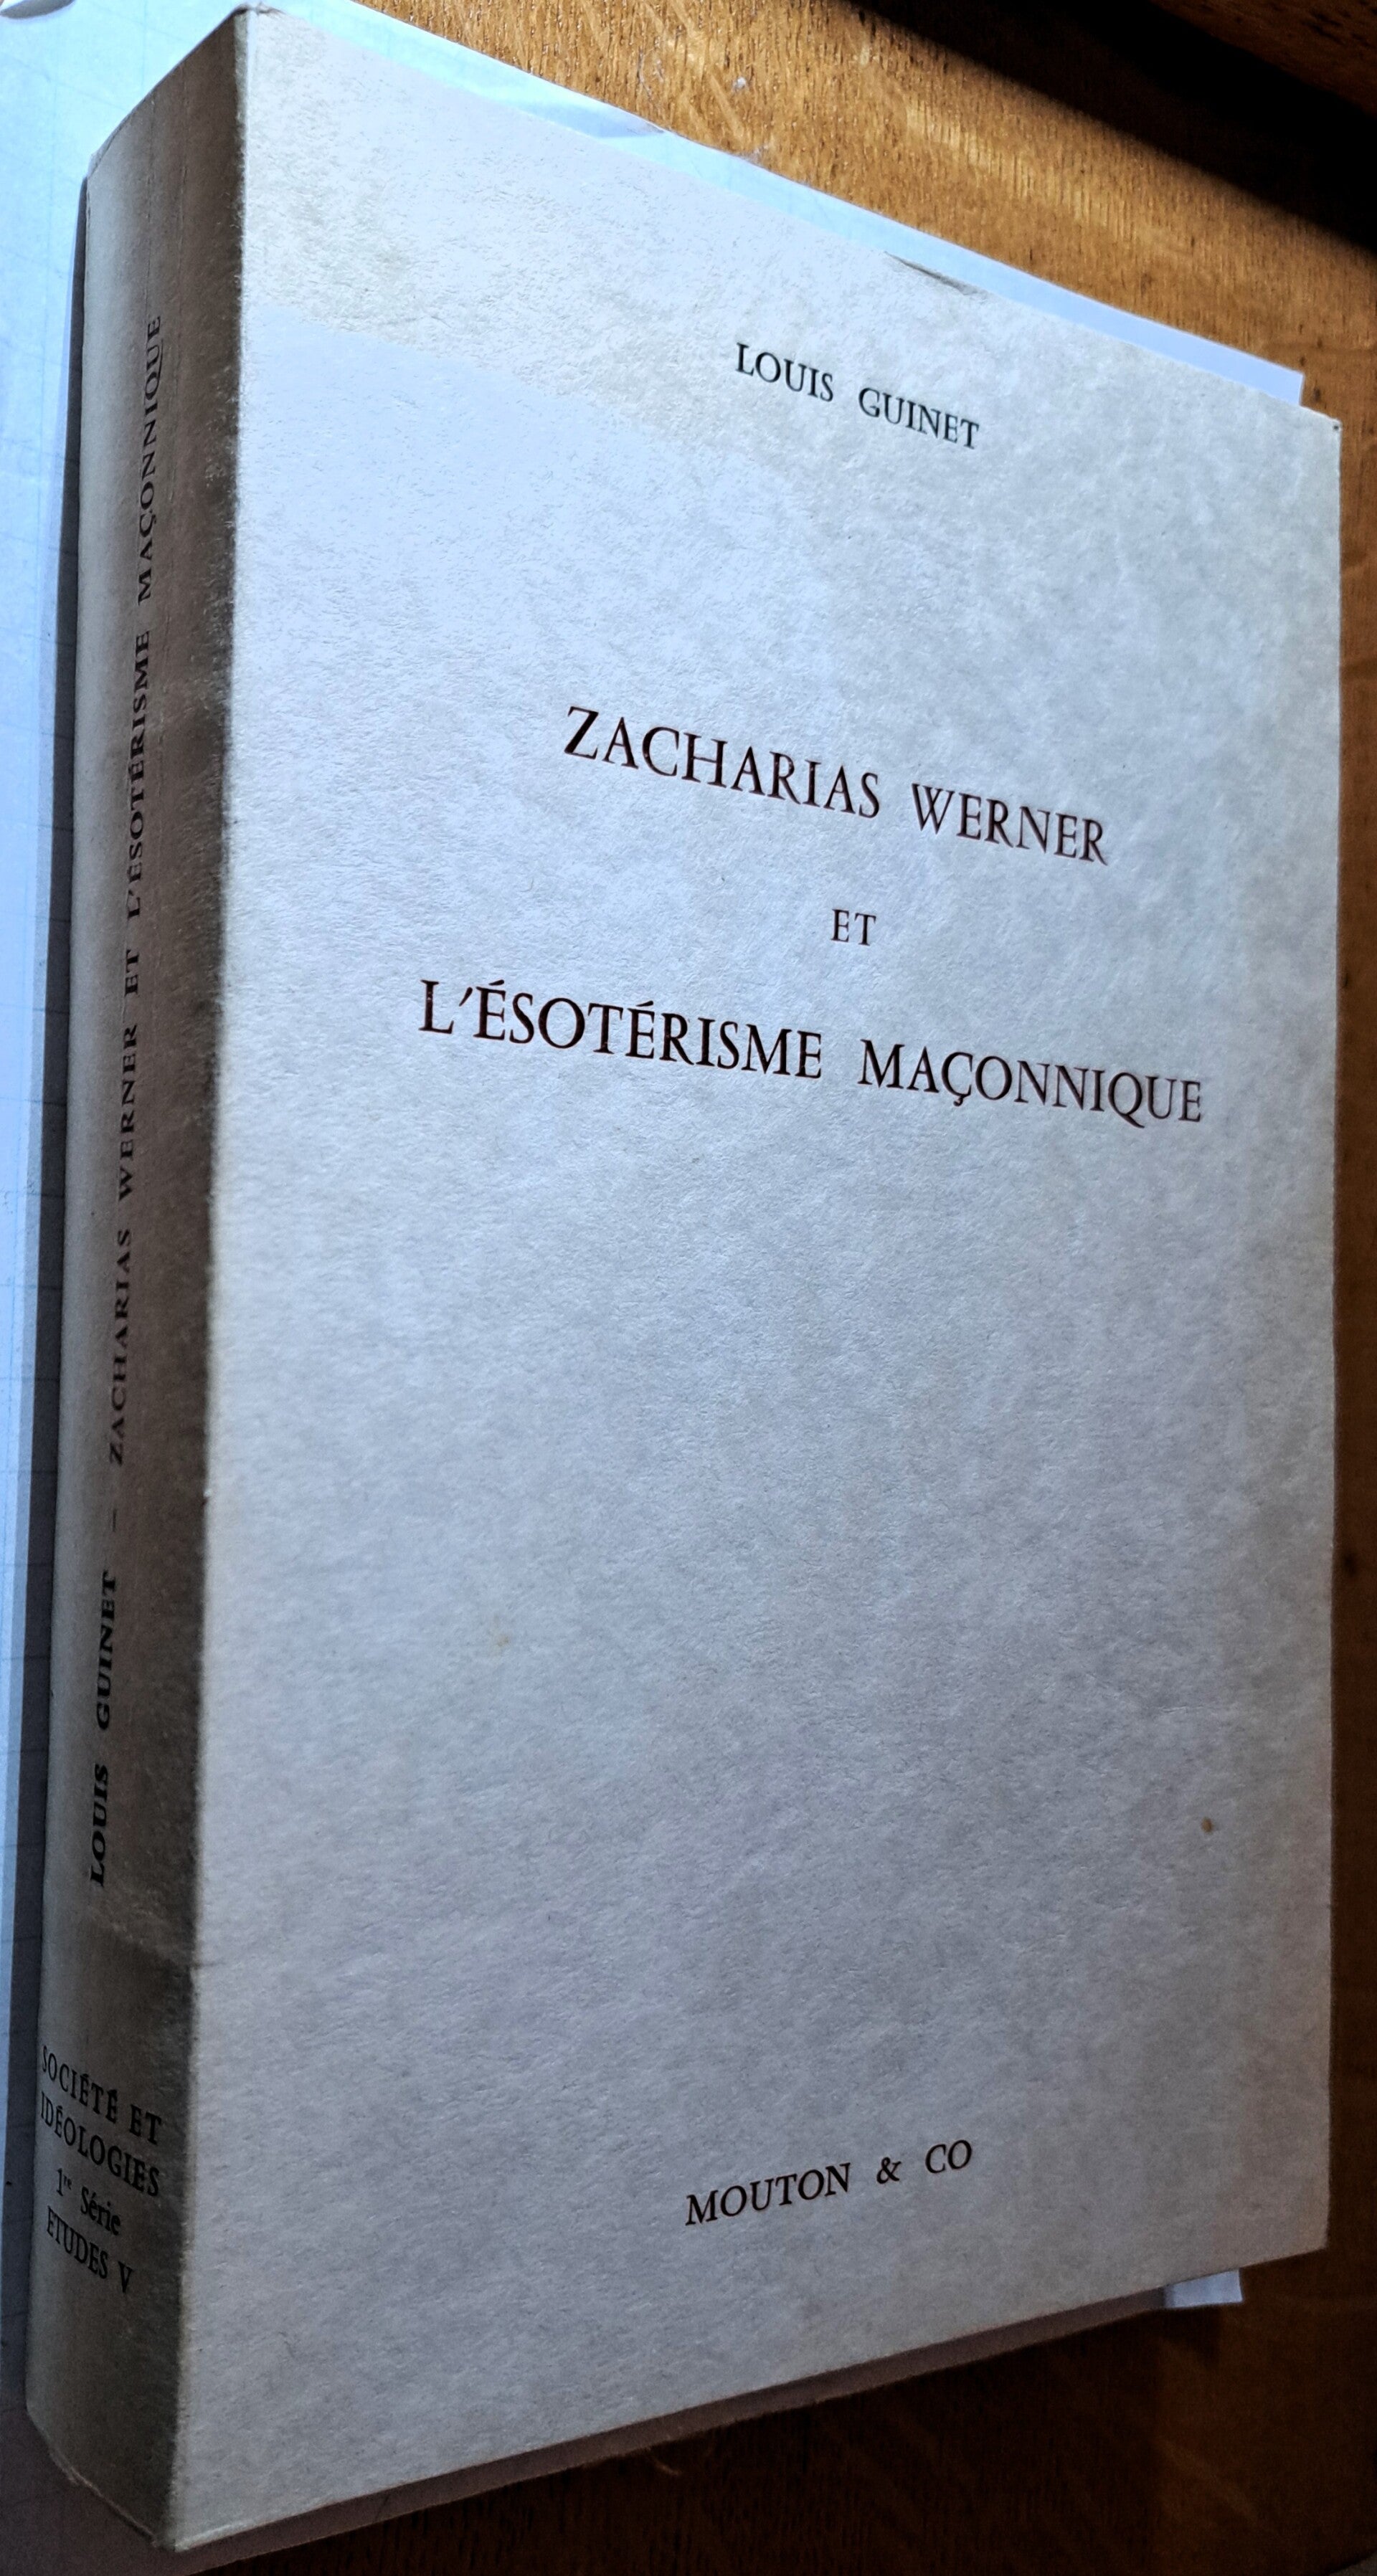 LOUIS GUINET
ZACHARIAS WERNER
ET
L'ÉSOTÉRISME MAÇONNIQUE
MOUTON & CO
LOUIS GUINET – ZACHARIAS WERNER ET L'ÉSOTÉRISME MAÇONNIQUE
SOCIÉTÉ ET
IDÉOLOGIES
1re Série
ETUDES V